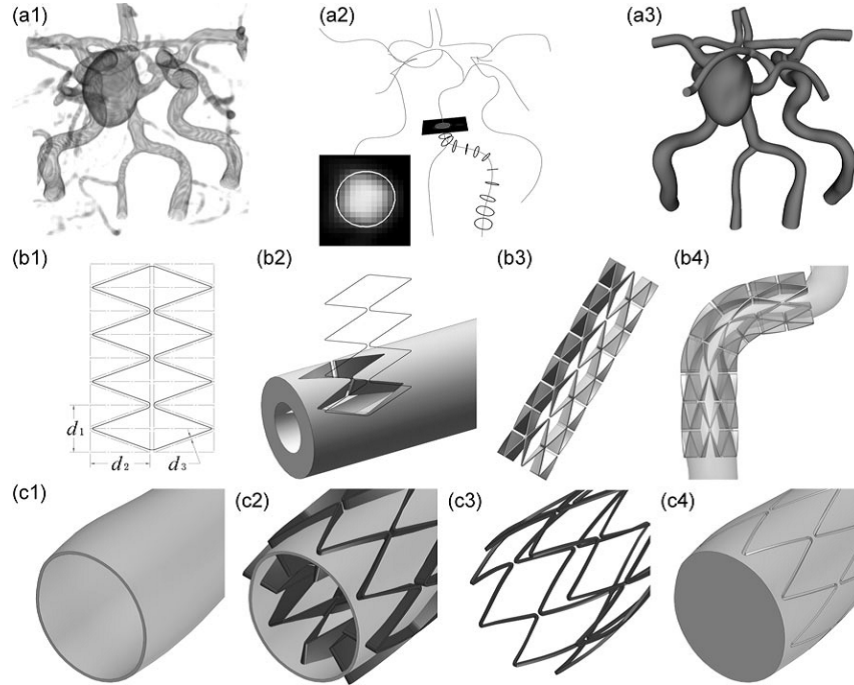 (a1)
(a2)
(a3)
(b1)
(b2)
(b3)
(b4)
d₁
d₂
d₃
(c1)
(c2)
(c3)
(c4)